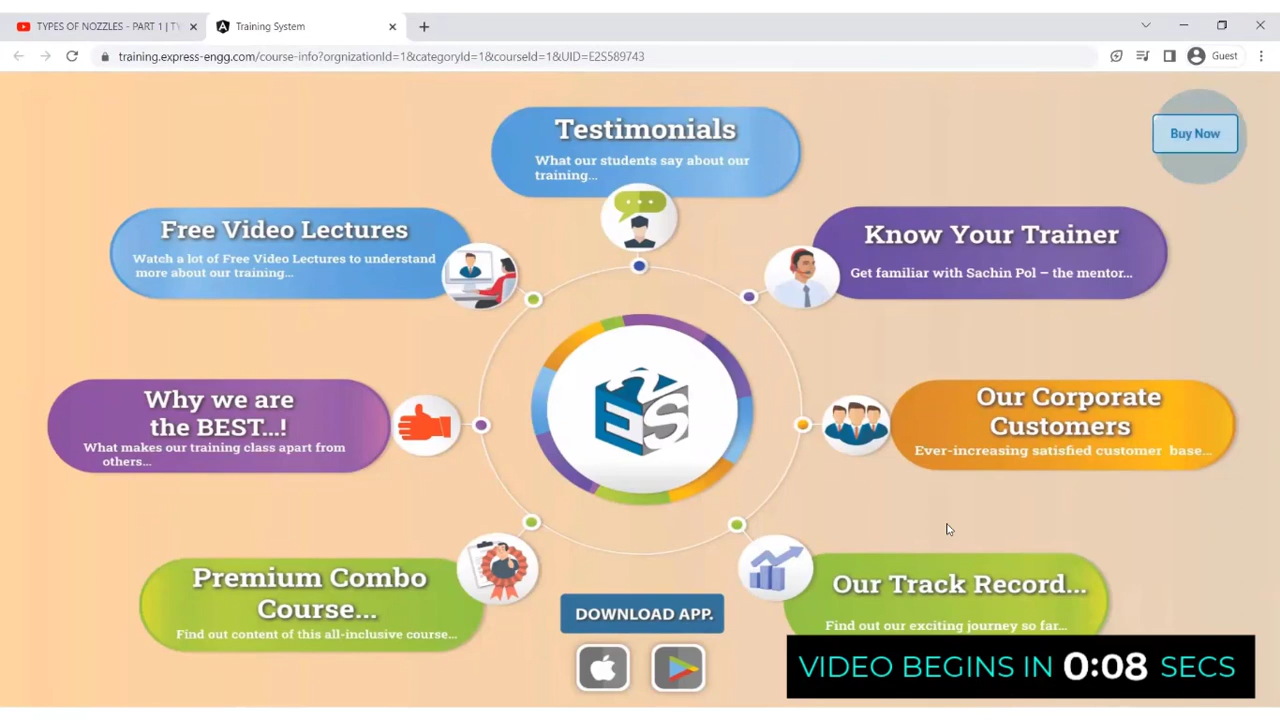 TYPES OF NOZZLES - PART 1 | TY
Training System
training.express-engg.com/course-info?orgnizationId=1&categoryId=1&courseId=1&UID=E2S589743
Guest
Testimonials
What our students say about our
training...
Buy Now
Free Video Lectures
Watch a lot of Free Video Lectures to understand
more about our training...
Know Your Trainer
Get familiar with Sachin Pol – the mentor...
Why we are
the BEST...!
What makes our training class apart from
others...
E2S
Our Corporate
Customers
Ever-increasing satisfied customer base...
Premium Combo
Course...
Find out content of this all-inclusive course...
DOWNLOAD APP.
Our Track Record...
Find out our exciting journey so far...
VIDEO BEGINS IN 0:08 SECS